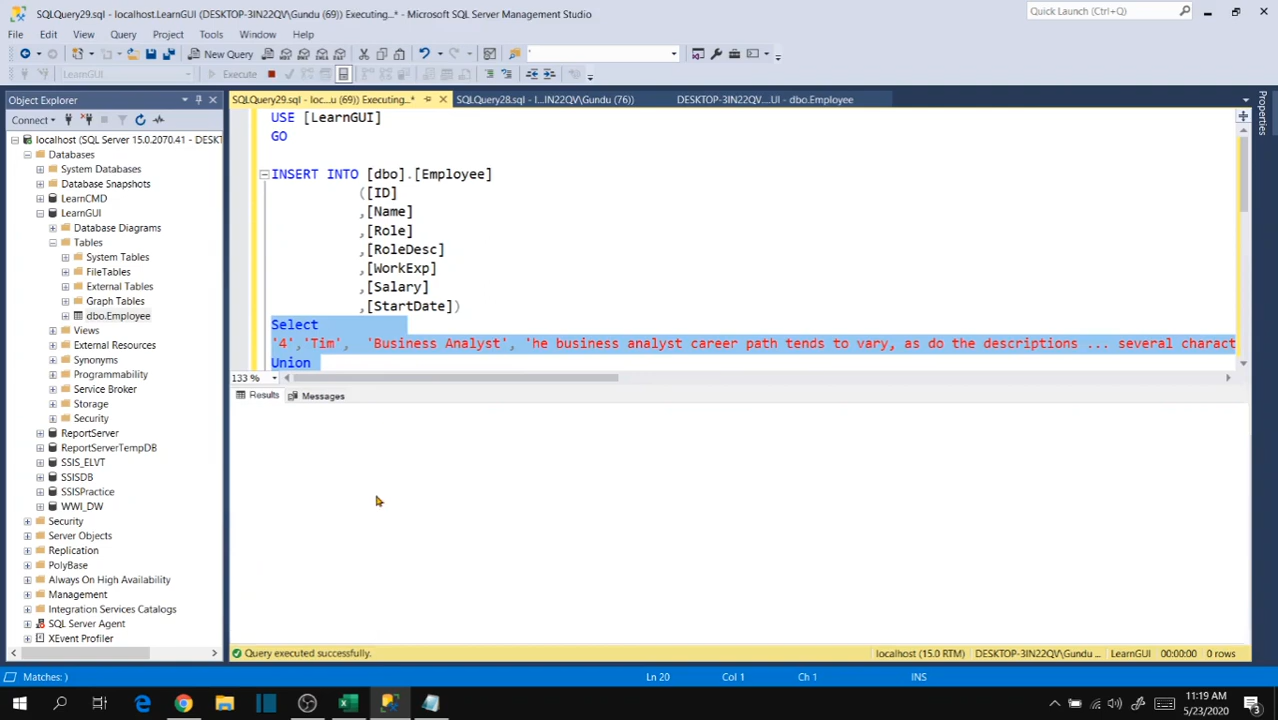 SQLQuery29.sql - localhost.LearnGUI (DESKTOP-3IN22QV\Gundu (69)) Executing...* - Microsoft SQL Server Management Studio
Quick Launch (Ctrl+Q)
File Edit View Query Project Tools Window Help
New Query
LearnGUI Execute
Object Explorer
SQLQuery29.sql - loc...u (69)) Executing...*
SQLQuery28.sql - l...IN22QV\Gundu (76))
DESKTOP-3IN22QV....UI - dbo.Employee
Properties
Connect
localhost (SQL Server 15.0.2070.41 - DESKT
Databases
System Databases
Database Snapshots
LearnCMD
LearnGUI
Database Diagrams
Tables
System Tables
FileTables
External Tables
Graph Tables
dbo.Employee
Views
External Resources
Synonyms
Programmability
Service Broker
Storage
Security
ReportServer
ReportServerTempDB
SSIS_ELVT
SSISDB
SSISPractice
WWI_DW
Security
Server Objects
Replication
PolyBase
Always On High Availability
Management
Integration Services Catalogs
SQL Server Agent
XEvent Profiler
USE [LearnGUI]
GO
INSERT INTO [dbo].[Employee]
([ID]
,[Name]
,[Role]
,[RoleDesc]
,[WorkExp]
,[Salary]
,[StartDate])
Select
'4','Tim', 'Business Analyst', 'he business analyst career path tends to vary, as do the descriptions ... several charact
Union
133 %
Results Messages
Query executed successfully.
localhost (15.0 RTM) DESKTOP-3IN22QV\Gundu ... LearnGUI 00:00:00 0 rows
Matches: ) Ln 20 Col 1 Ch 1 INS
11:19 AM
5/23/2020
3